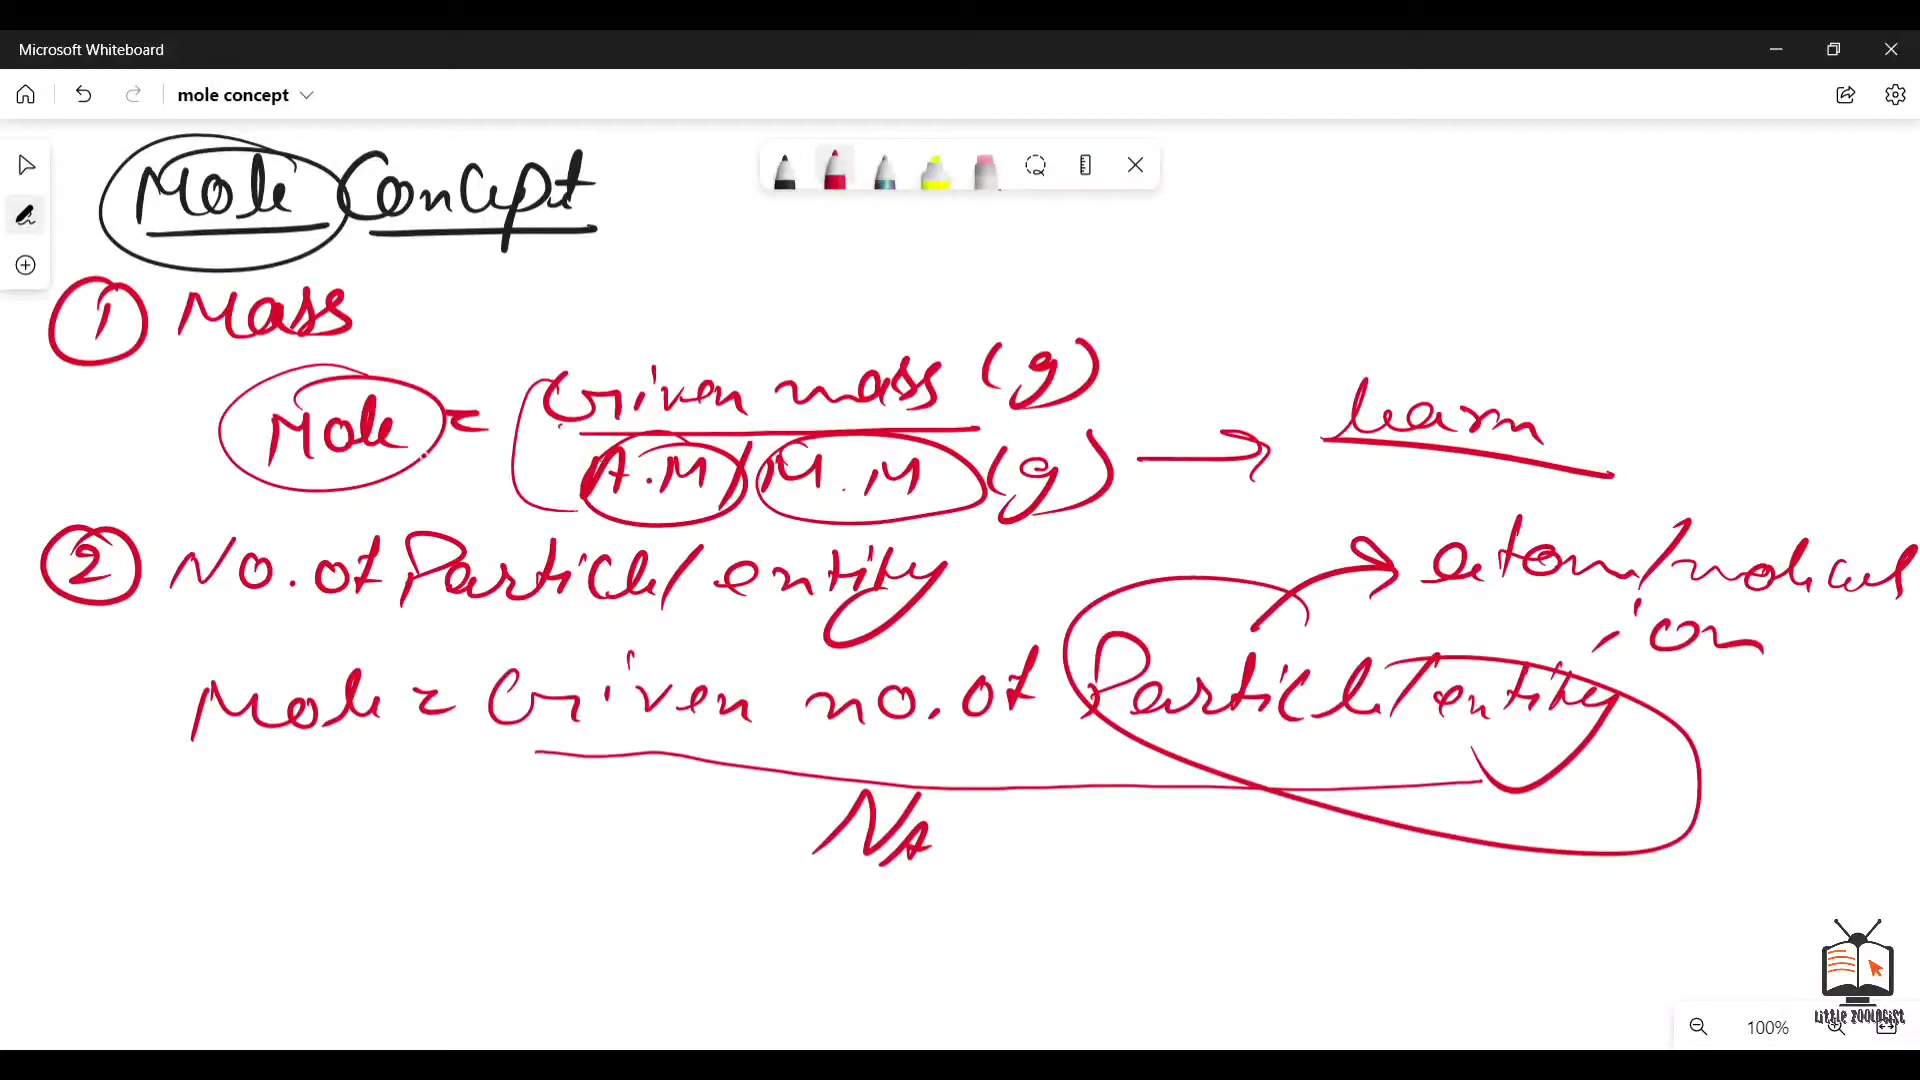 Microsoft Whiteboard
mole concept
Mole Concept
1 Mass
Mole = Given mass (g)
A.M / M.M (g) → learn
2 No. of Particle/entity
atom/molecul
ion
Mole = Given no. of Particle/entity
NA
LittLE ZOOLOGIST
100%